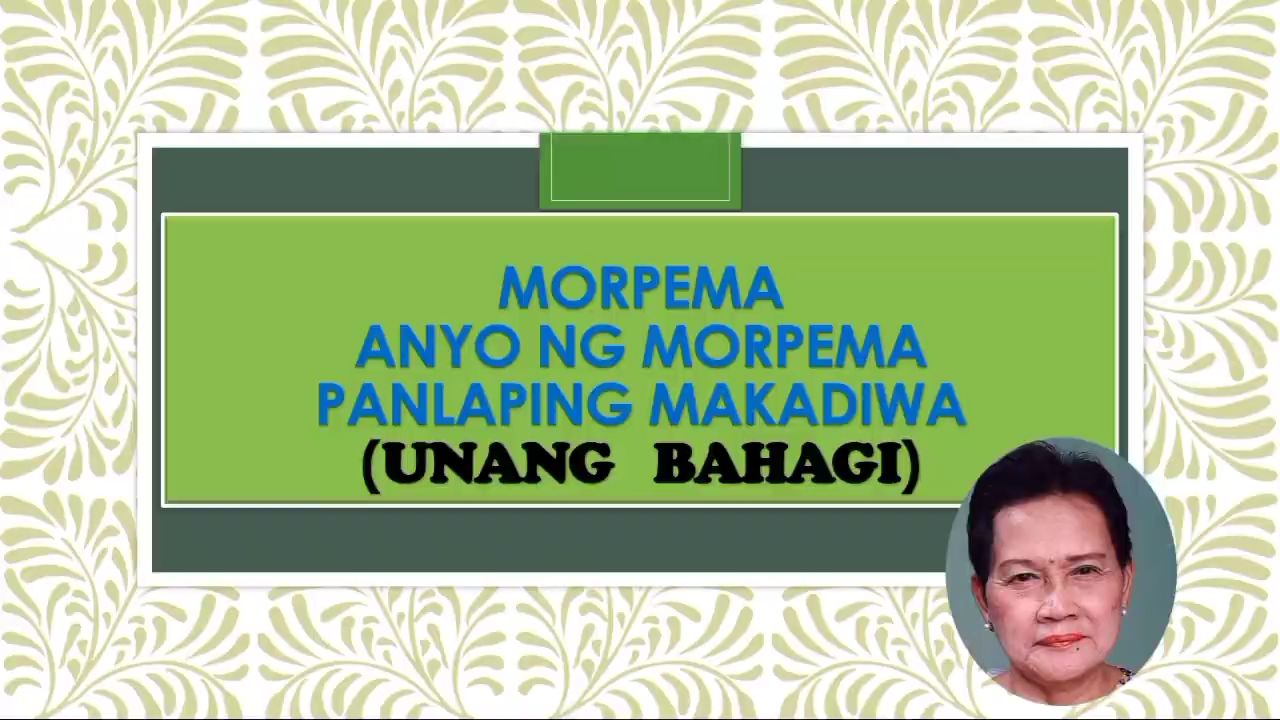 MORPEMA
ANYO NG MORPEMA
PANLAPING MAKADIWA
(UNANG BAHAGI)